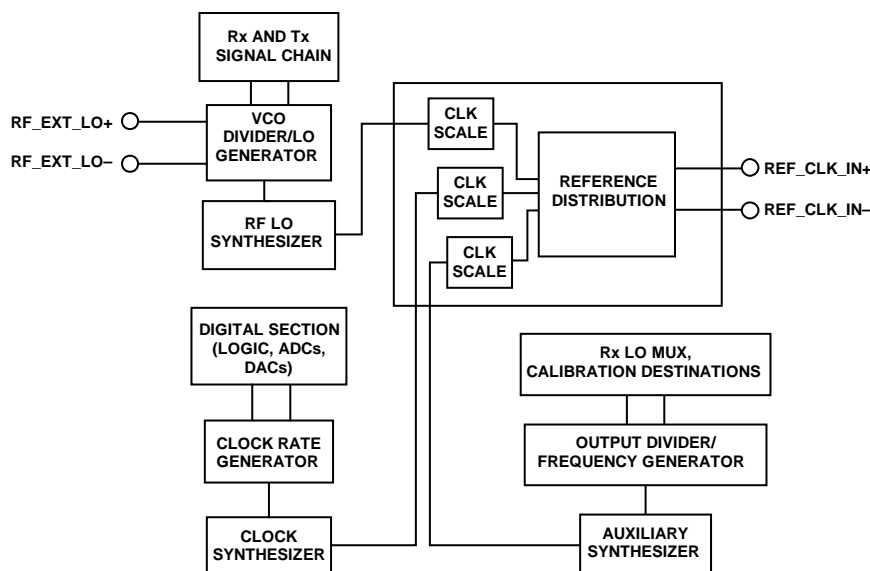 Rx AND Tx
SIGNAL CHAIN
RF_EXT_LO+
RF_EXT_LO–
VCO
DIVIDER/LO
GENERATOR
RF LO
SYNTHESIZER
CLK
SCALE
CLK
SCALE
CLK
SCALE
REFERENCE
DISTRIBUTION
REF_CLK_IN+
REF_CLK_IN–
DIGITAL SECTION
(LOGIC, ADCs,
DACs)
CLOCK RATE
GENERATOR
CLOCK
SYNTHESIZER
Rx LO MUX,
CALIBRATION DESTINATIONS
OUTPUT DIVIDER/
FREQUENCY GENERATOR
AUXILIARY
SYNTHESIZER